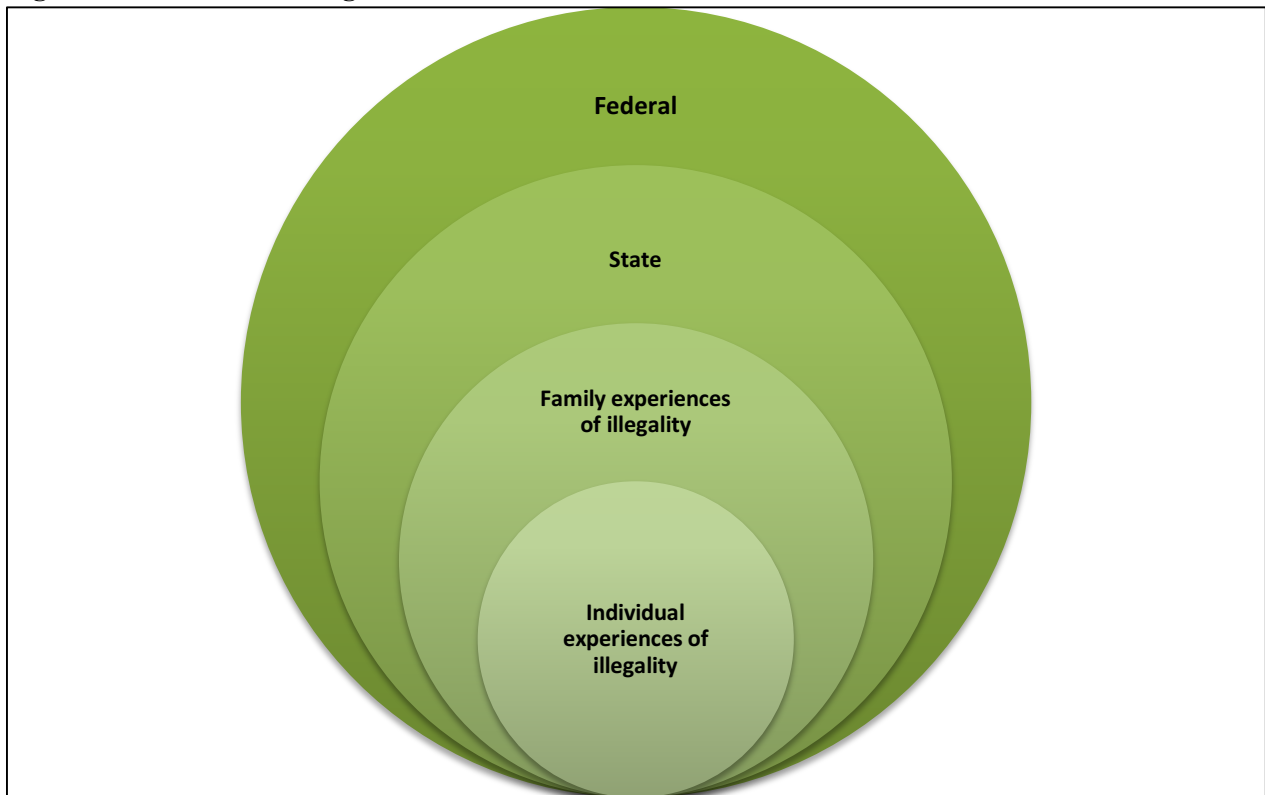 Federal
State
Family experiences
of illegality
Individual
experiences of
illegality